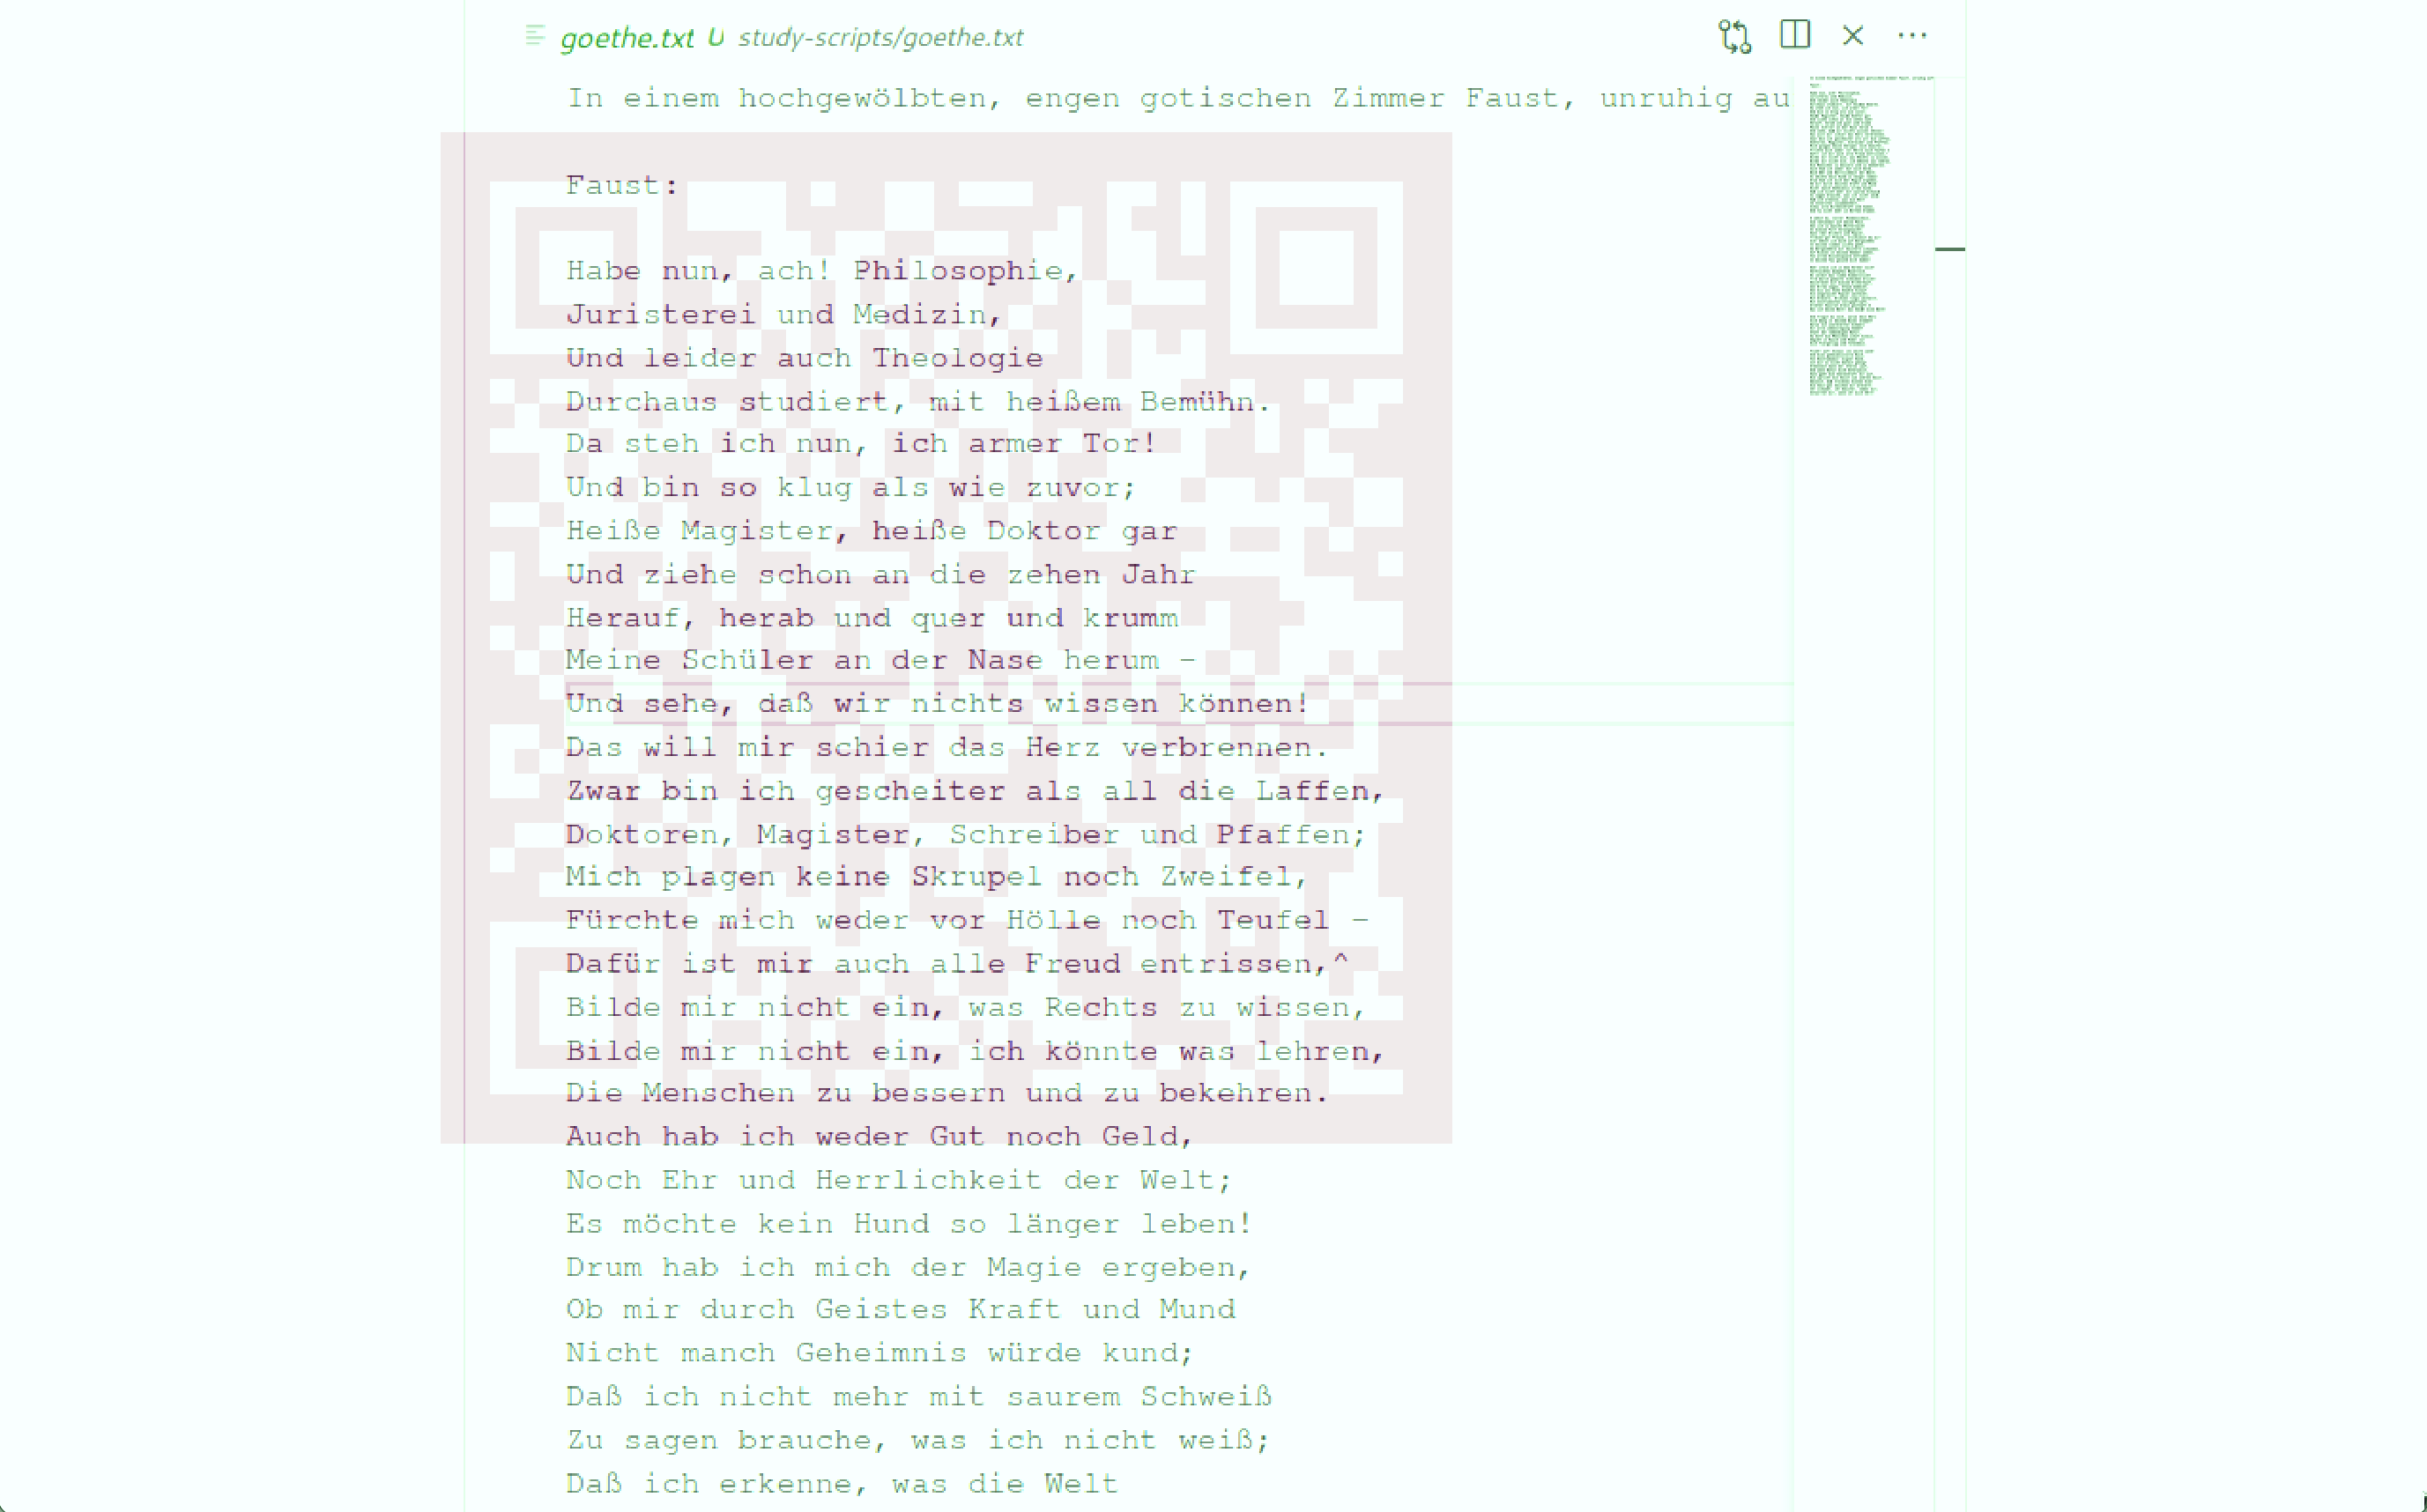 goethe.txt U study-scripts/goethe.txt
In einem hochgewölbten, engen gotischen Zimmer Faust, unruhig au
Faust:
Habe nun, ach! Philosophie,
Juristerei und Medizin,
Und leider auch Theologie
Durchaus studiert, mit heißem Bemühn.
Da steh ich nun, ich armer Tor!
Und bin so klug als wie zuvor;
Heiße Magister, heiße Doktor gar
Und ziehe schon an die zehen Jahr
Herauf, herab und quer und krumm
Meine Schüler an der Nase herum –
Und sehe, daß wir nichts wissen können!
Das will mir schier das Herz verbrennen.
Zwar bin ich gescheiter als all die Laffen,
Doktoren, Magister, Schreiber und Pfaffen;
Mich plagen keine Skrupel noch Zweifel,
Fürchte mich weder vor Hölle noch Teufel –
Dafür ist mir auch alle Freud entrissen,^
Bilde mir nicht ein, was Rechts zu wissen,
Bilde mir nicht ein, ich könnte was lehren,
Die Menschen zu bessern und zu bekehren.
Auch hab ich weder Gut noch Geld,
Noch Ehr und Herrlichkeit der Welt;
Es möchte kein Hund so länger leben!
Drum hab ich mich der Magie ergeben,
Ob mir durch Geistes Kraft und Mund
Nicht manch Geheimnis würde kund;
Daß ich nicht mehr mit saurem Schweiß
Zu sagen brauche, was ich nicht weiß;
Daß ich erkenne, was die Welt